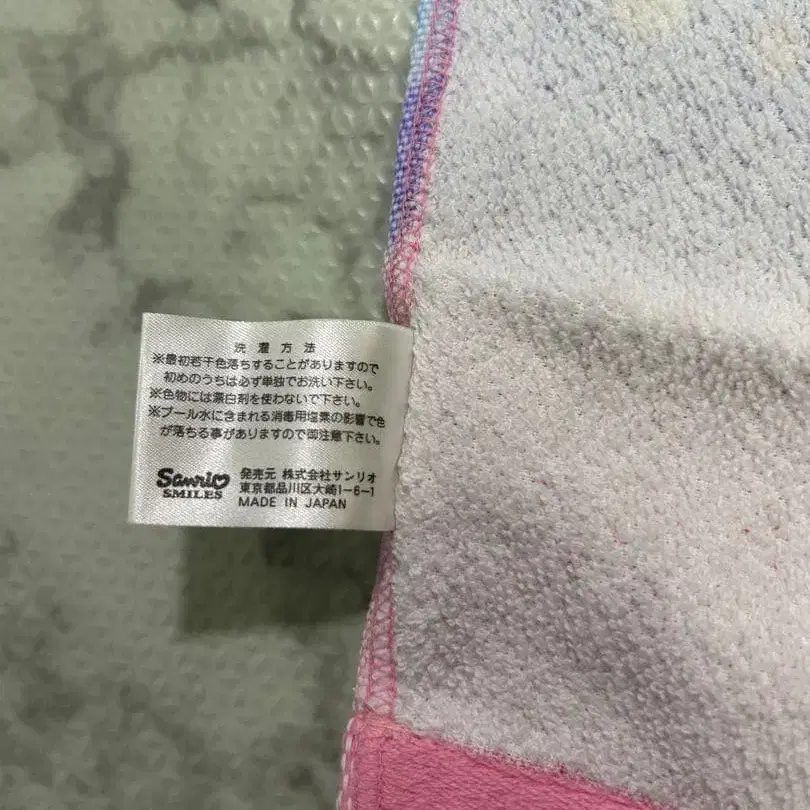 洗濯方法
※最初若干色落ちすることがありますので
初めのうちは必ず単独でお洗い下さい。
※色物には漂白剤を使わないで下さい。
※プール水に含まれる消毒用塩素の影響で色
が落ちる事がありますので御注意下さい。
Sanrio
SMILES
発売元 株式会社サンリオ
東京都品川区大崎1-6-1
MADE IN JAPAN